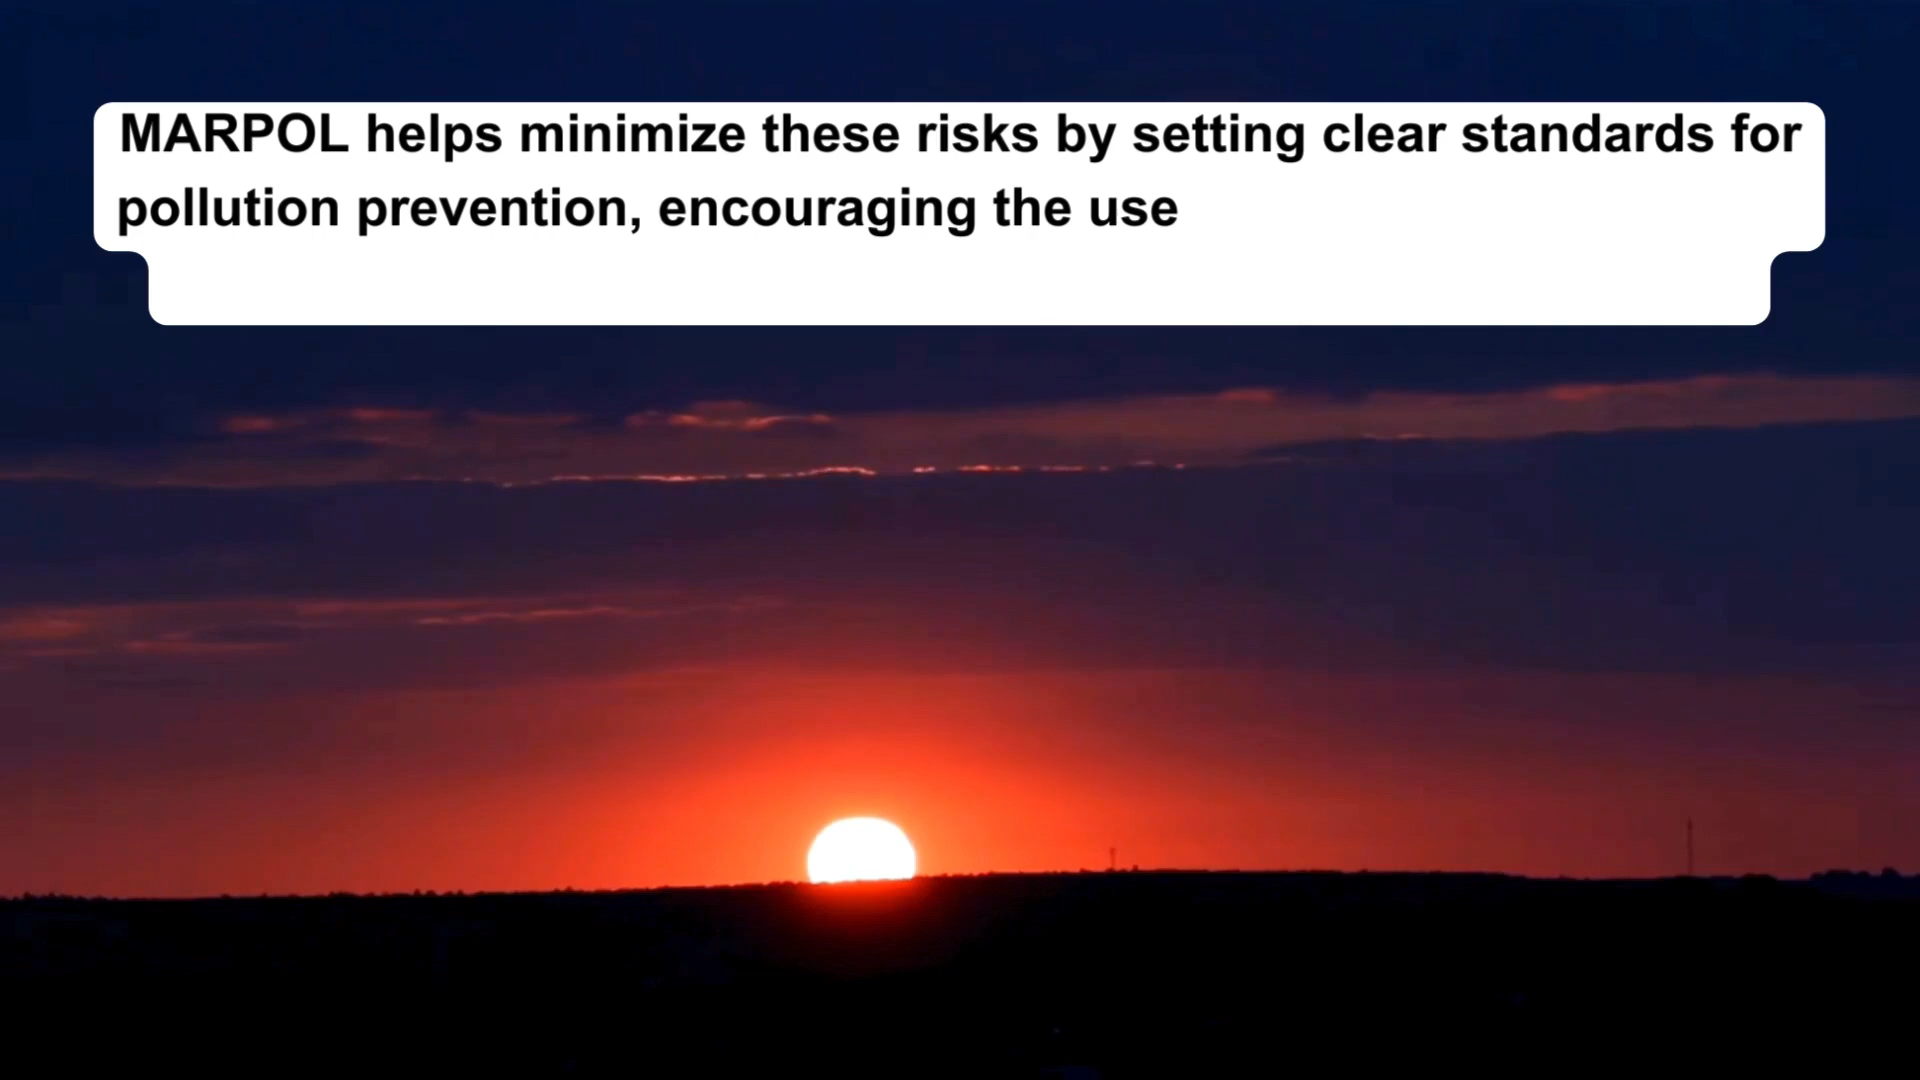 MARPOL helps minimize these risks by setting clear standards for
pollution prevention, encouraging the use